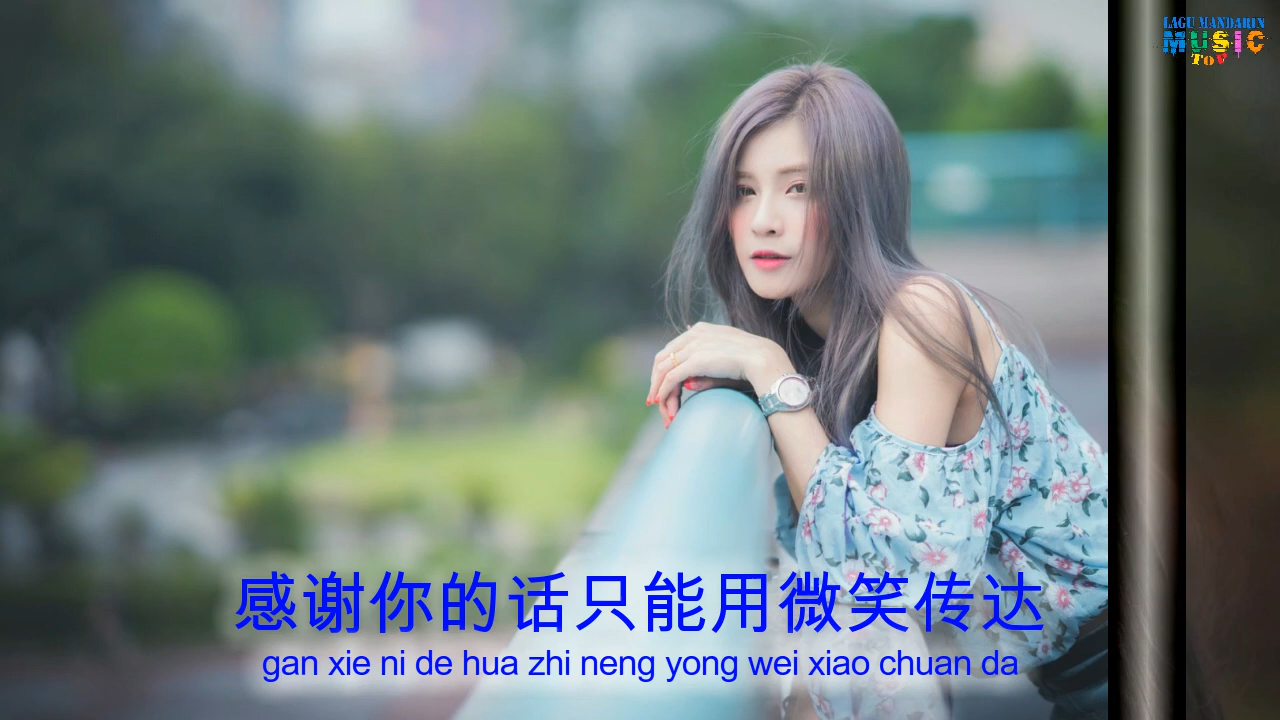 LAGU MANDARIN
MUSIC
ToV
感谢你的话只能用微笑传达
gan xie ni de hua zhi neng yong wei xiao chuan da